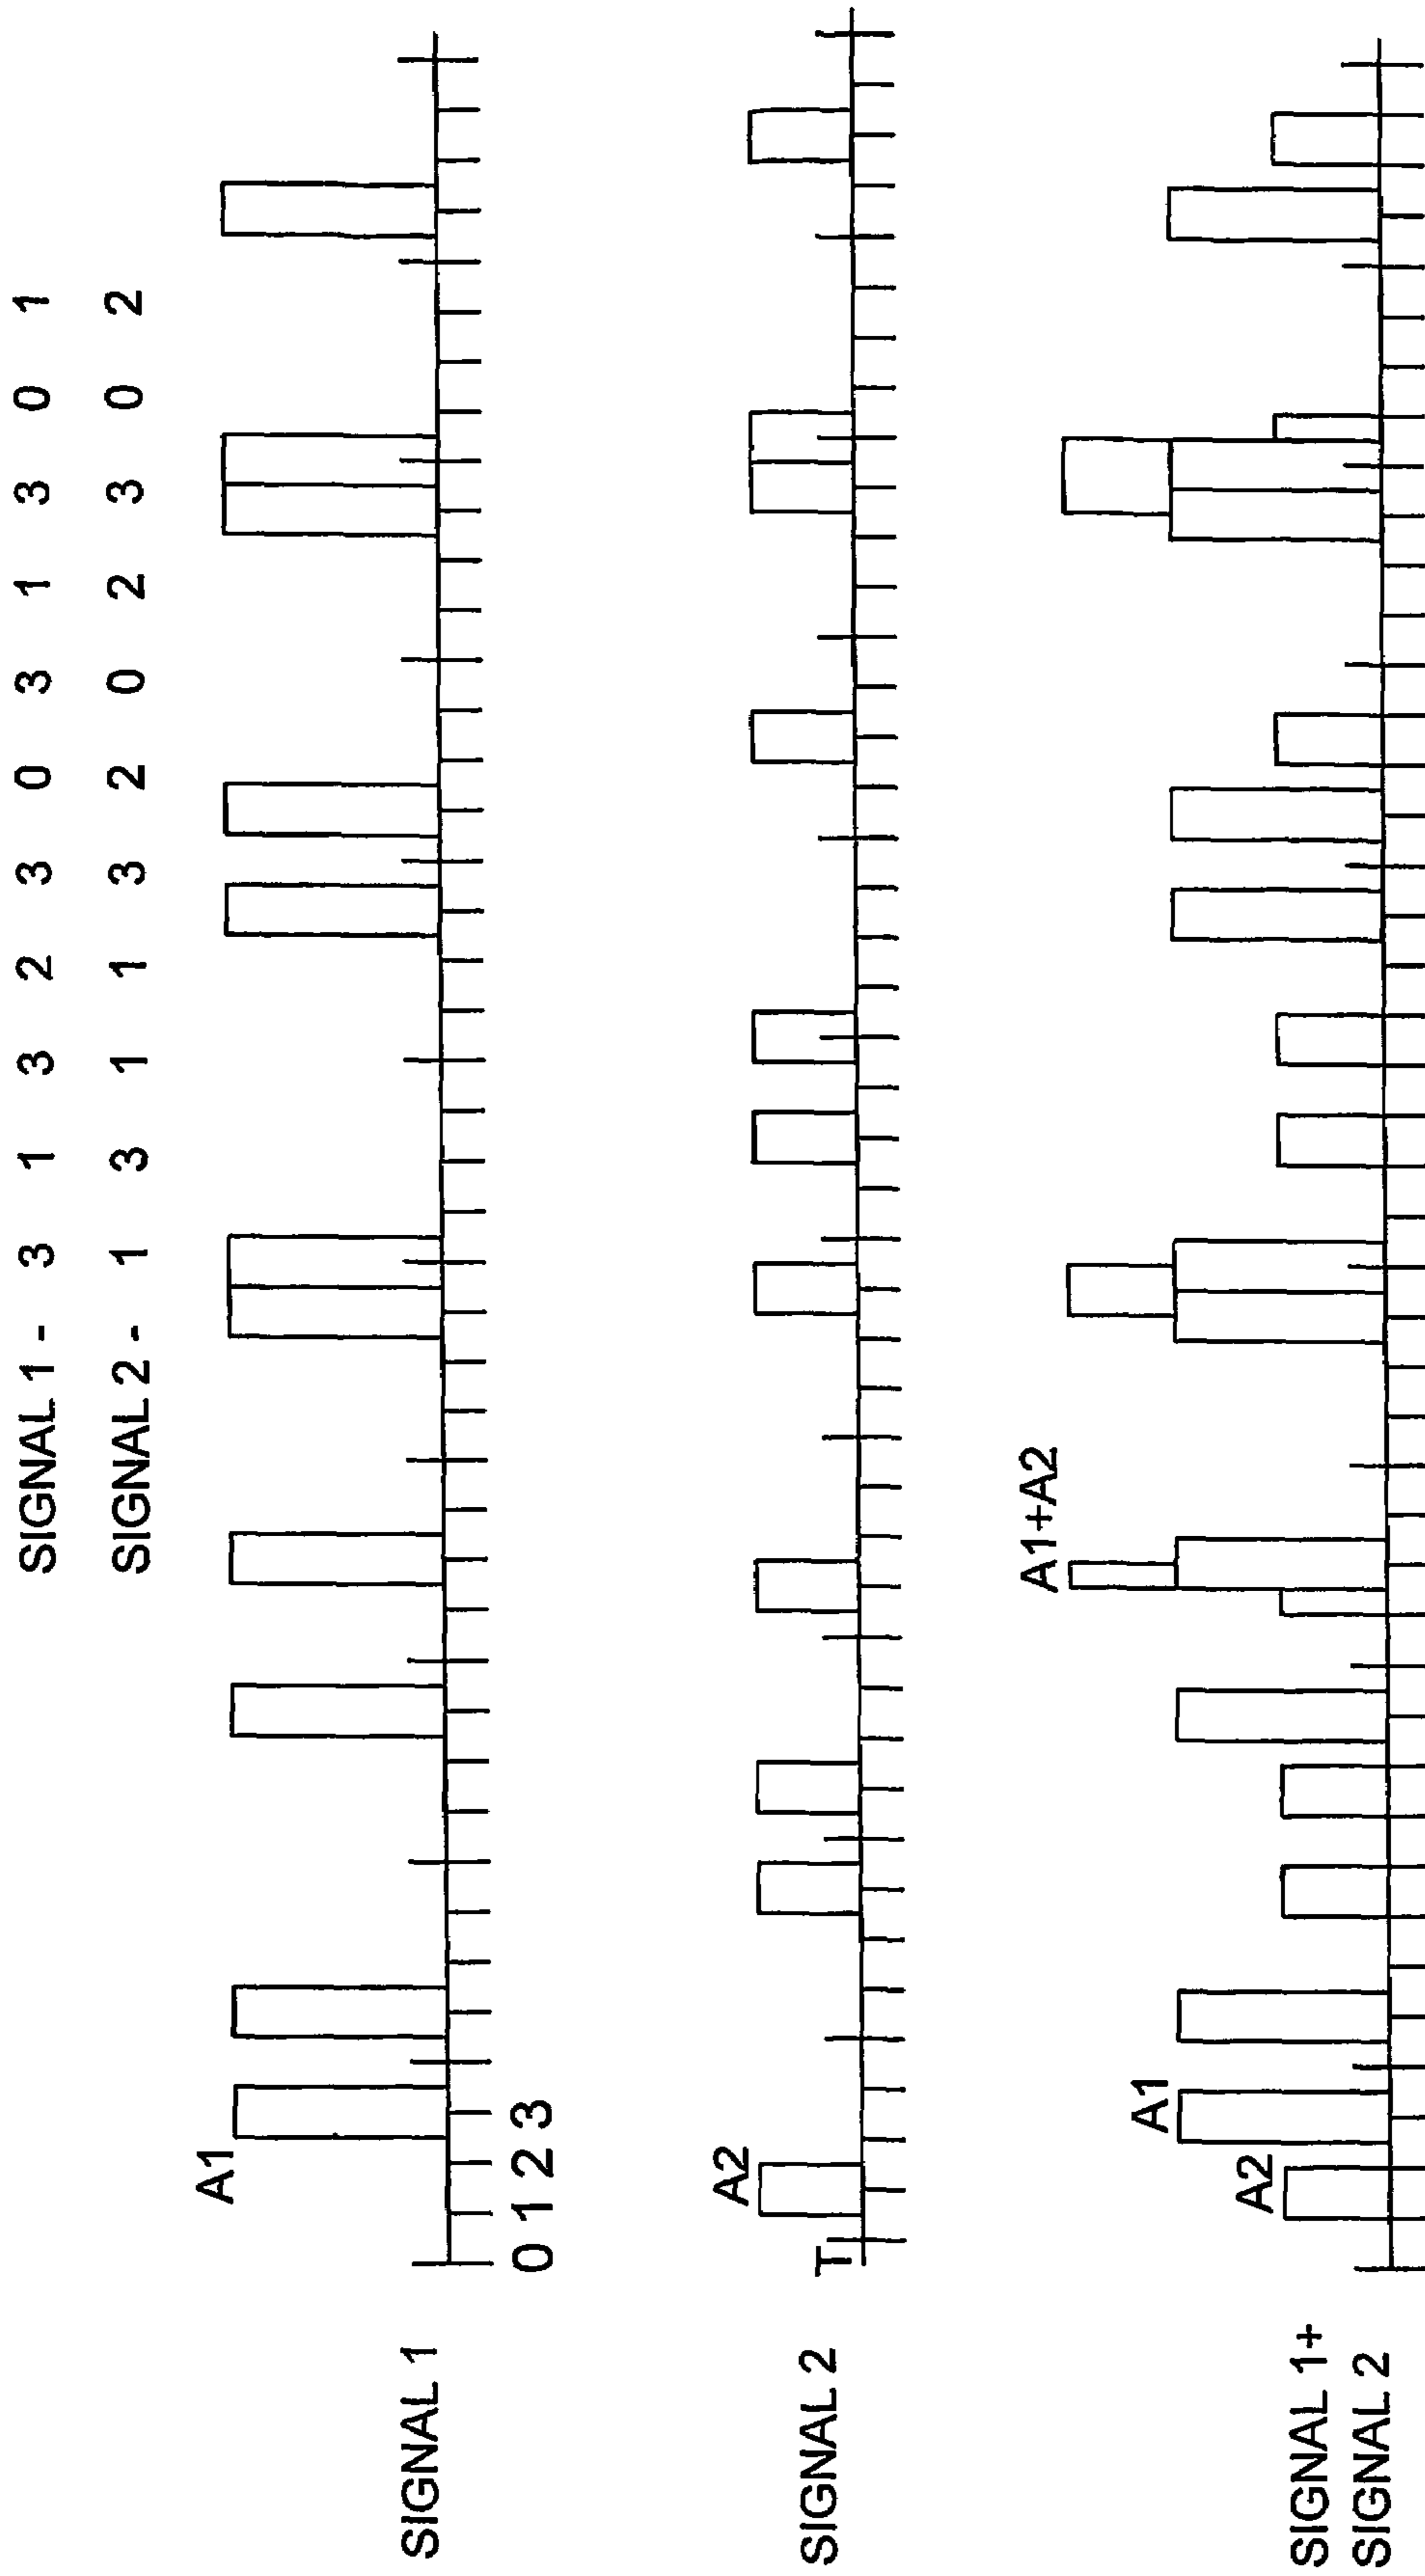 SIGNAL 1 - 3 1 3 2 3 0 3 1 3 0 1
SIGNAL 2 - 1 3 1 1 3 2 0 2 3 0 2
A1
SIGNAL 1
0 1 2 3
A2
T
SIGNAL 2
A1+A2
A1
A2
SIGNAL 1+
SIGNAL 2